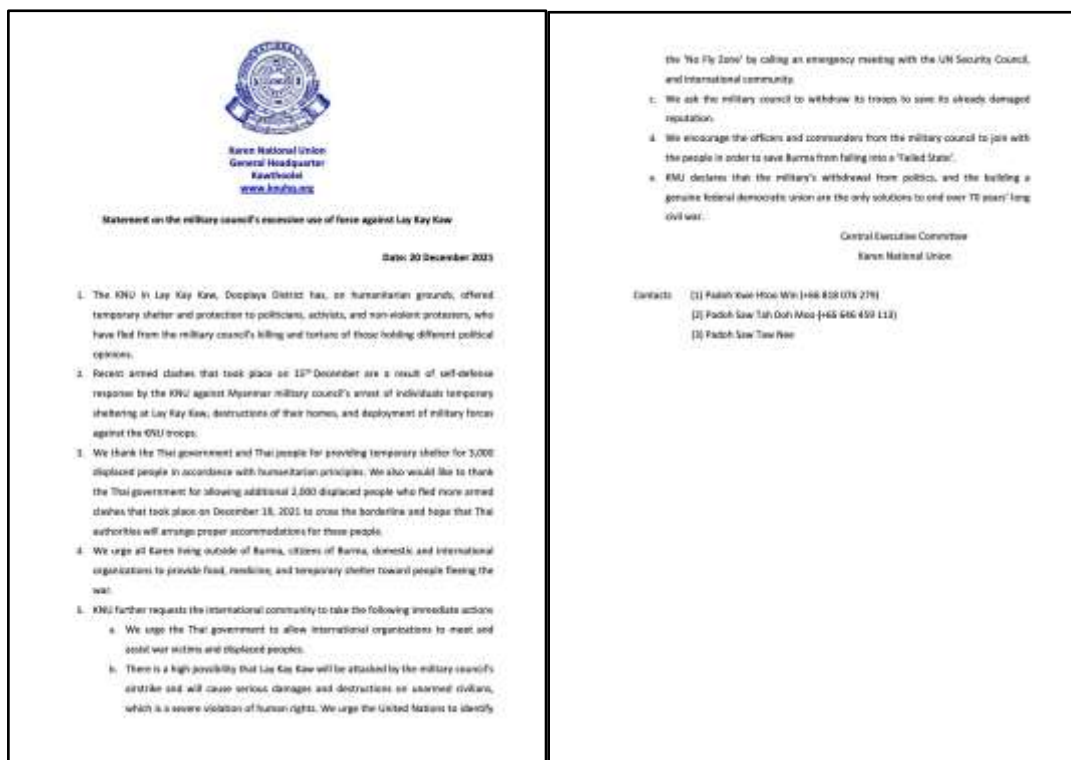 Karen National Union
General Headquarter
Kawthoolei
www.knuhq.org
Statement on the military council's excessive use of force against Lay Kay Kaw
Date: 20 December 2021
1. The KNU in Lay Kay Kaw, Dooplaya District has, on humanitarian grounds, offered
temporary shelter and protection to politicians, activists, and non-violent protesters, who
have fled from the military council's killing and torture of those holding different political
opinions.
2. Recent armed clashes that took place on 15th December are a result of self-defense
response by the KNU against Myanmar military council's arrest of individuals temporary
sheltering at Lay Kay Kaw, destructions of their homes, and deployment of military forces
against the KNU troops.
3. We thank the Thai government and Thai people for providing temporary shelter for 3,000
displaced people in accordance with humanitarian principles. We also would like to thank
the Thai government for allowing additional 2,000 displaced people who fled more armed
clashes that took place on December 19, 2021 to cross the borderline and hope that Thai
authorities will arrange proper accommodations for these people.
4. We urge all Karen living outside of Burma, citizens of Burma, domestic and international
organizations to provide food, medicine, and temporary shelter toward people fleeing the
war.
5. KNU further requests the international community to take the following immediate actions
a. We urge the Thai government to allow international organizations to meet and
assist war victims and displaced peoples.
b. There is a high possibility that Lay Kay Kaw will be attacked by the military council's
airstrike and will cause serious damages and destructions on unarmed civilians,
which is a severe violation of human rights. We urge the United Nations to identify
the 'No Fly Zone' by calling an emergency meeting with the UN Security Council,
and international community.
c. We ask the military council to withdraw its troops to save its already damaged
reputation.
d. We encourage the officers and commanders from the military council to join with
the people in order to save Burma from falling into a 'Failed State'.
e. KNU declares that the military's withdrawal from politics, and the building a
genuine federal democratic union are the only solutions to end over 70 years' long
civil war.
Central Executive Committee
Karen National Union
Contacts (1) Padoh Kwe Htoo Win (+66 818 076 279)
(2) Padoh Saw Tah Doh Moo (+66 646 459 113)
(3) Padoh Saw Taw Nee